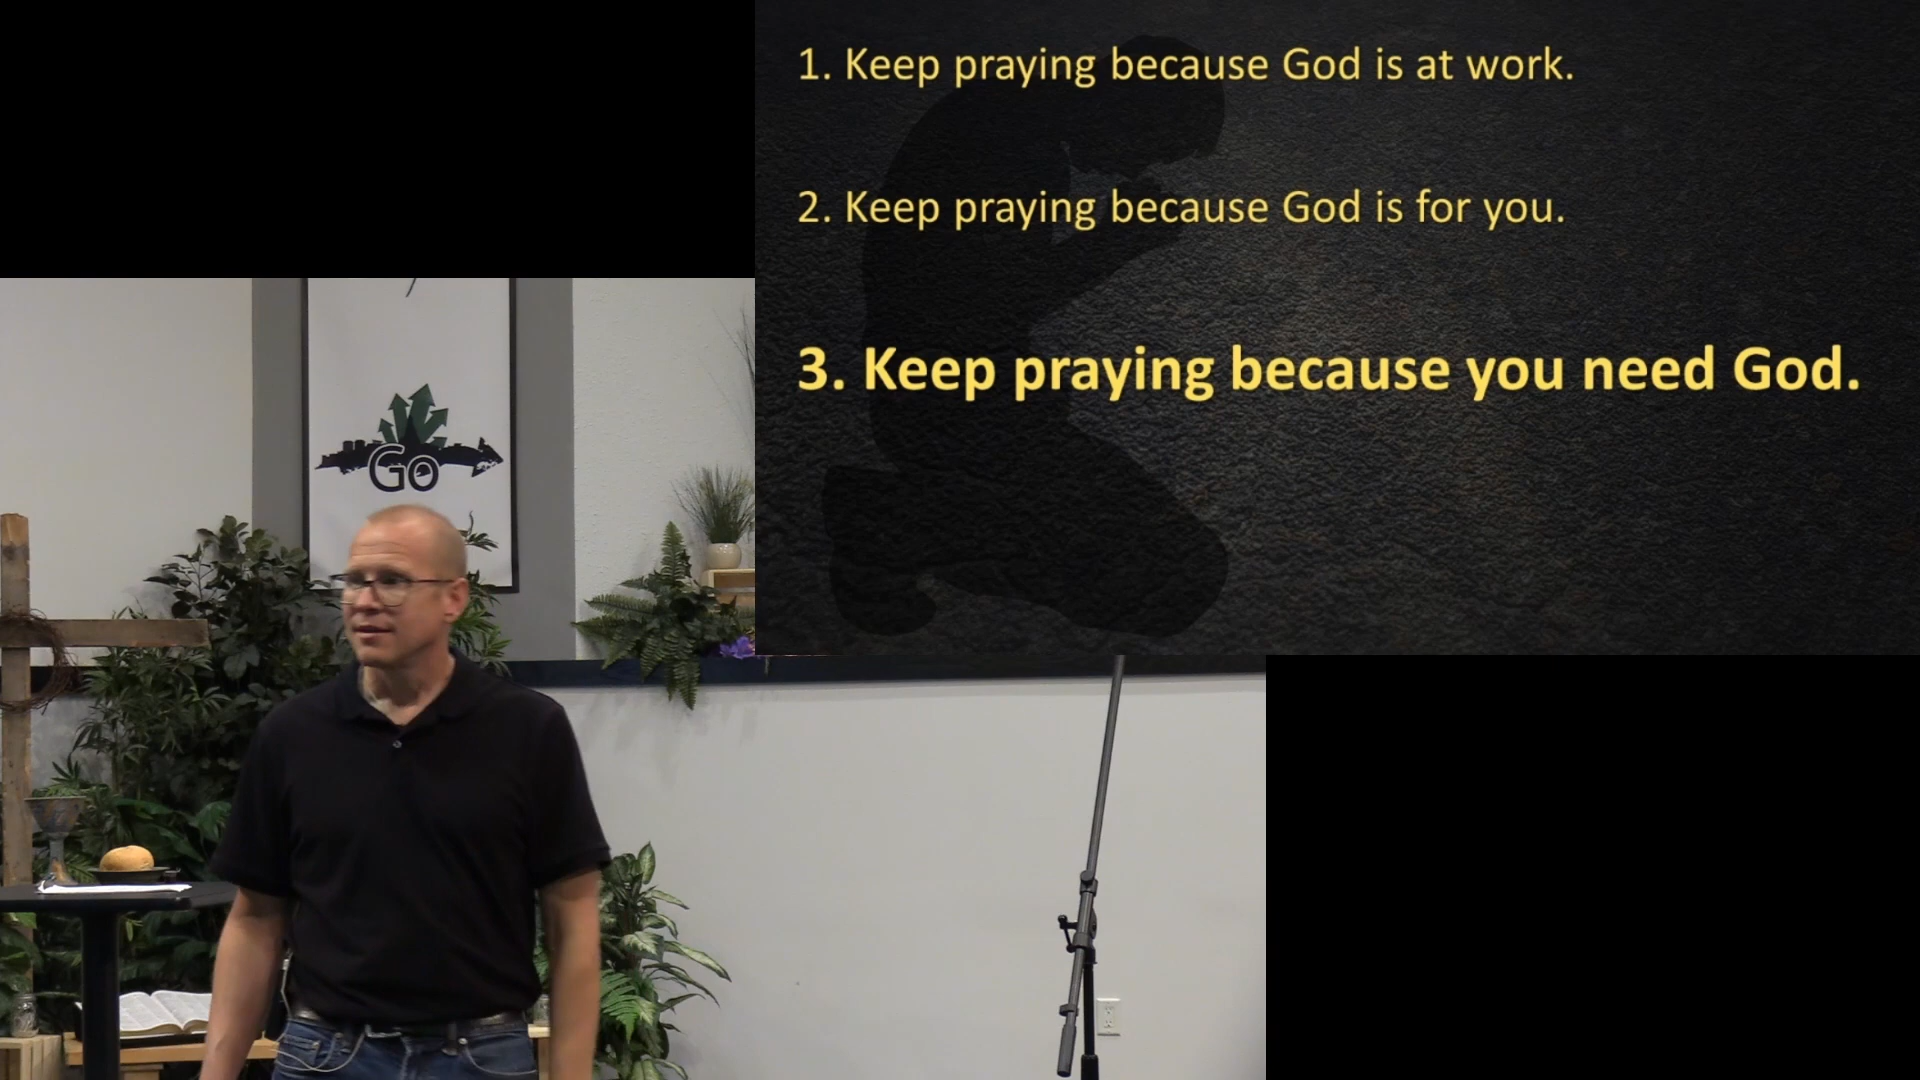 1. Keep praying because God is at work.
2. Keep praying because God is for you.
3. Keep praying because you need God.
Go